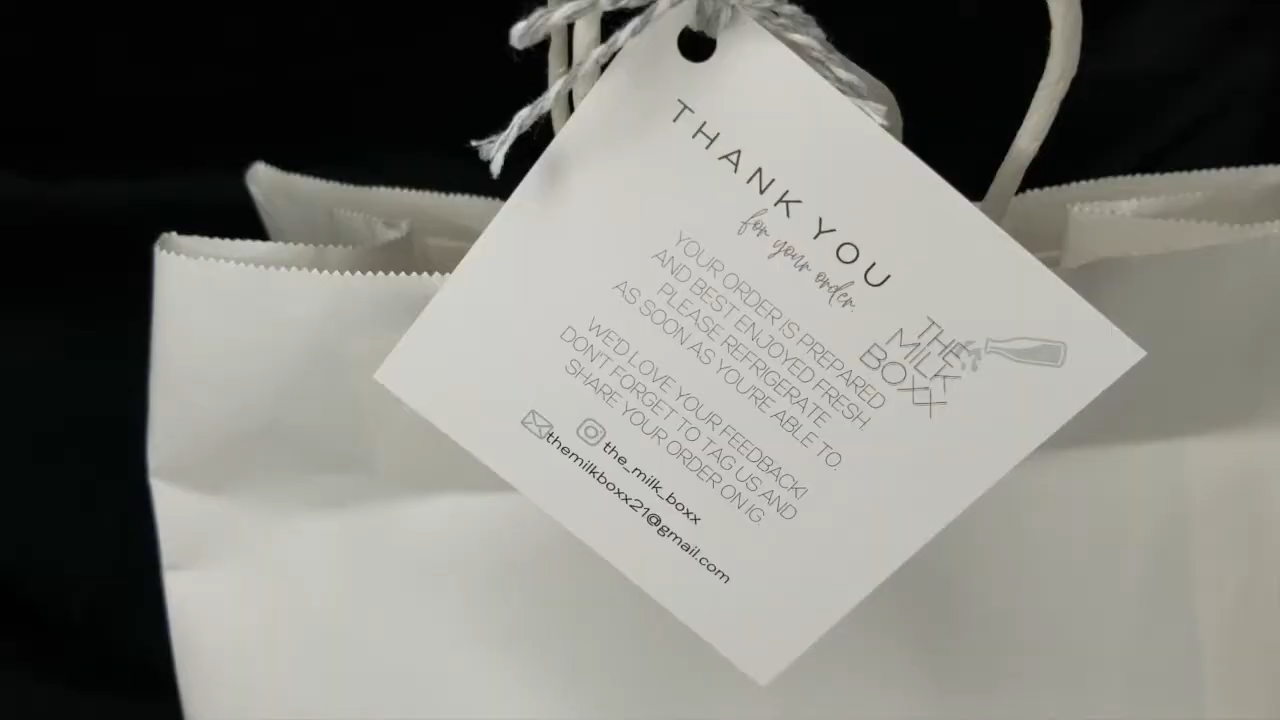 THANK YOU
for your order.
YOUR ORDER IS PREPARED
AND BEST ENJOYED FRESH.
PLEASE REFRIGERATE
AS SOON AS YOU'RE ABLE TO.
WE'D LOVE YOUR FEEDBACK!
DON'T FORGET TO TAG US AND
SHARE YOUR ORDER ON IG.
the_milk_boxx
themilkboxx21@gmail.com
THE
MILK
BOXX